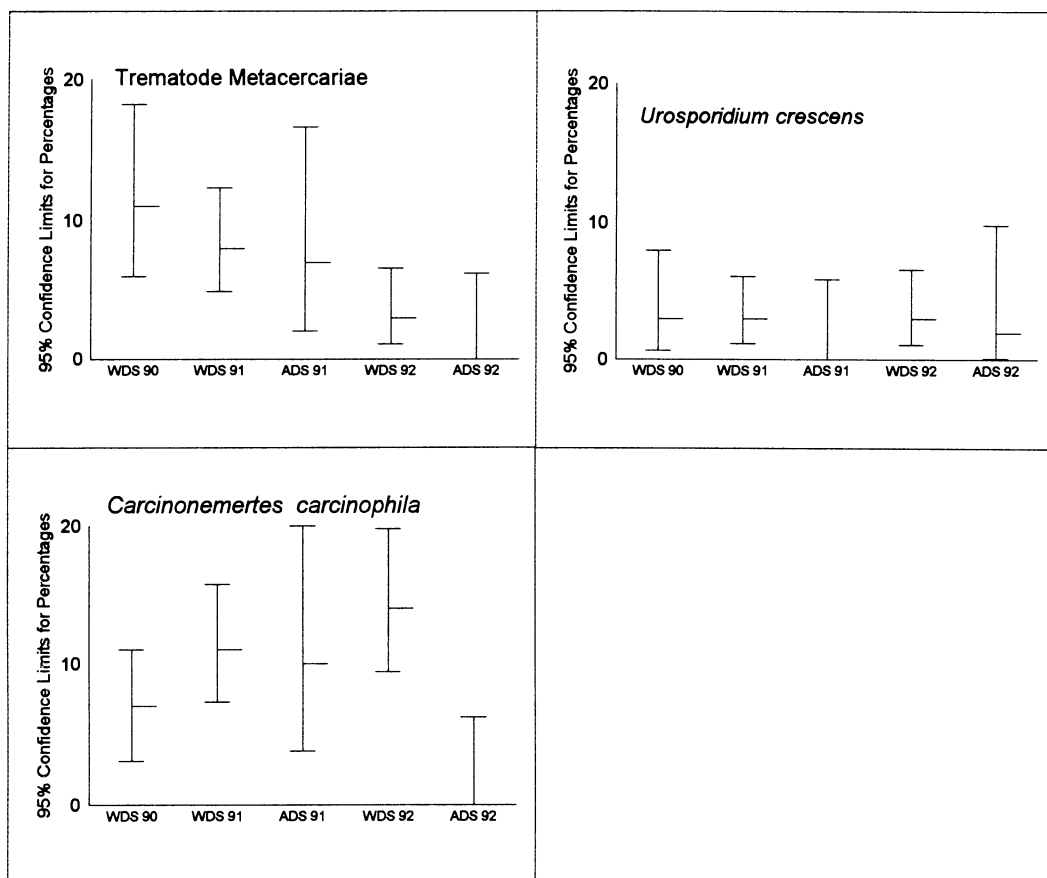 Trematode Metacercariae
95% Confidence Limits for Percentages
20
10
0
WDS 90 WDS 91 ADS 91 WDS 92 ADS 92
Urosporidium crescens
95% Confidence Limits for Percentages
20
10
0
WDS 90 WDS 91 ADS 91 WDS 92 ADS 92
Carcinonemertes carcinophila
95% Confidence Limits for Percentages
20
10
0
WDS 90 WDS 91 ADS 91 WDS 92 ADS 92